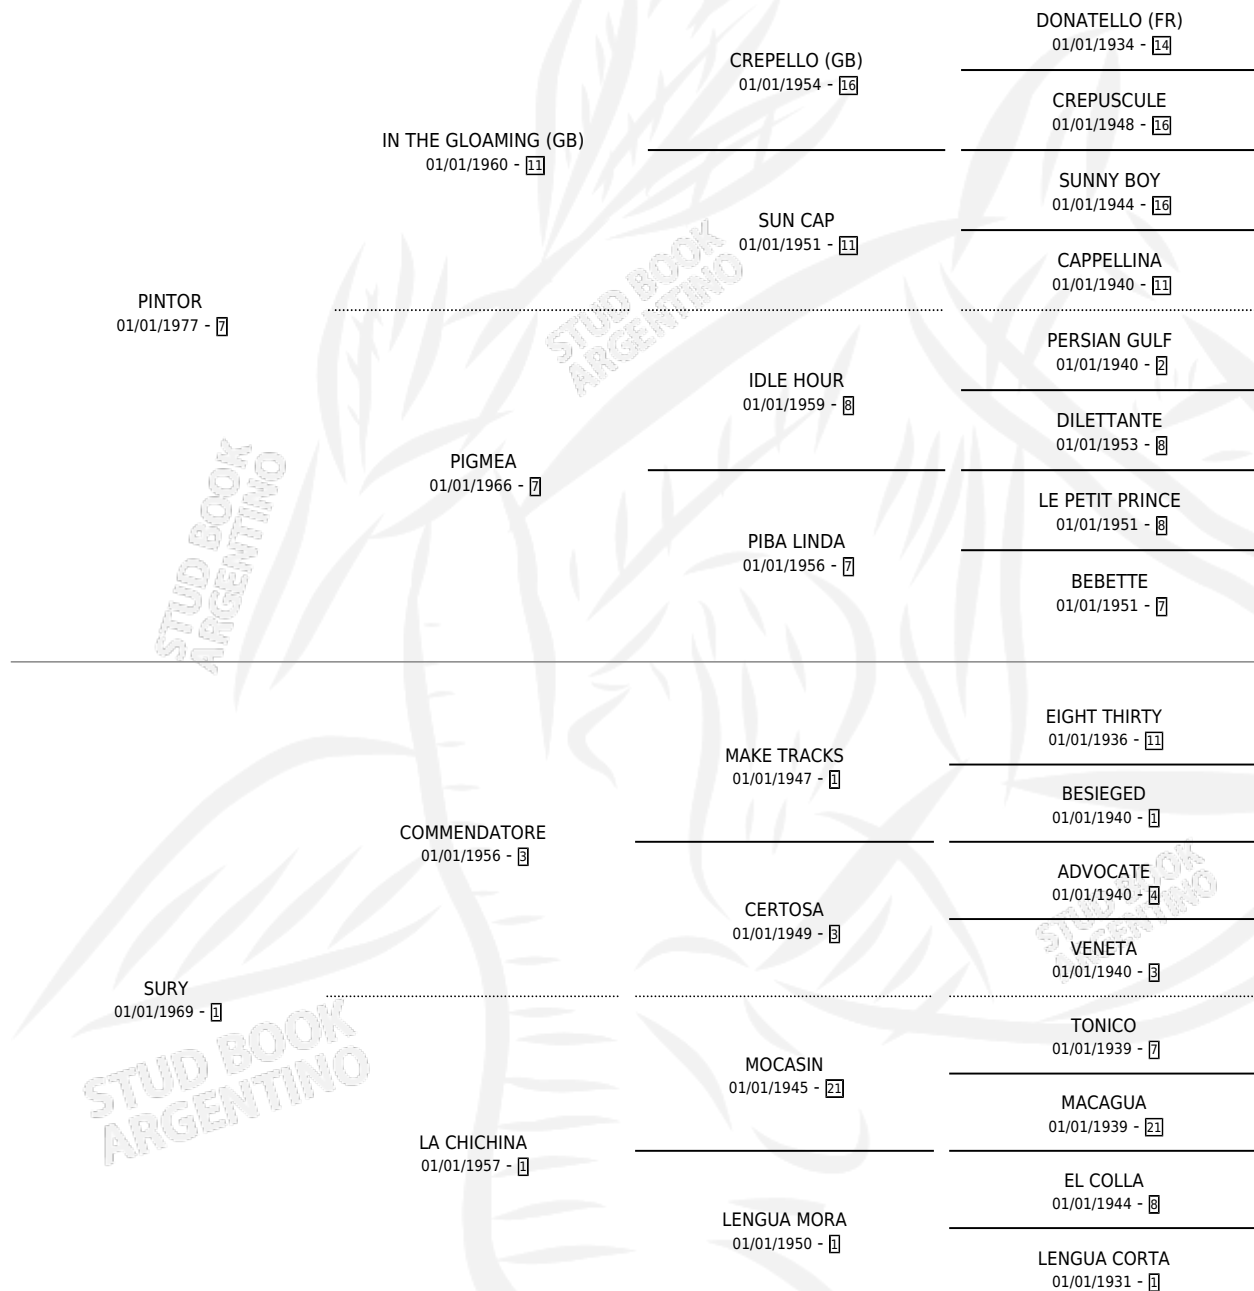 DONATELLO (FR)
01/01/1934 - 14
CREPELLO (GB)
01/01/1954 - 16
CREPUSCULE
01/01/1948 - 16
IN THE GLOAMING (GB)
01/01/1960 - 11
SUNNY BOY
01/01/1944 - 16
SUN CAP
01/01/1951 - 11
CAPPELLINA
01/01/1940 - 11
PINTOR
01/01/1977 - 7
PERSIAN GULF
01/01/1940 - 2
IDLE HOUR
01/01/1959 - 8
DILETTANTE
01/01/1953 - 8
PIGMEA
01/01/1966 - 7
LE PETIT PRINCE
01/01/1951 - 8
PIBA LINDA
01/01/1956 - 7
BEBETTE
01/01/1951 - 7
EIGHT THIRTY
01/01/1936 - 11
MAKE TRACKS
01/01/1947 - 1
BESIEGED
01/01/1940 - 1
COMMENDATORE
01/01/1956 - 3
ADVOCATE
01/01/1940 - 4
CERTOSA
01/01/1949 - 3
VENETA
01/01/1940 - 3
SURY
01/01/1969 - 1
TONICO
01/01/1939 - 7
MOCASIN
01/01/1945 - 21
MACAGUA
01/01/1939 - 21
LA CHICHINA
01/01/1957 - 1
EL COLLA
01/01/1944 - 8
LENGUA MORA
01/01/1950 - 1
LENGUA CORTA
01/01/1931 - 1
STUD BOOK
ARGENTINO
STUD BOOK
ARGENTINO
STUD BOOK
ARGENTINO
STUD BOOK
ARGENTINO